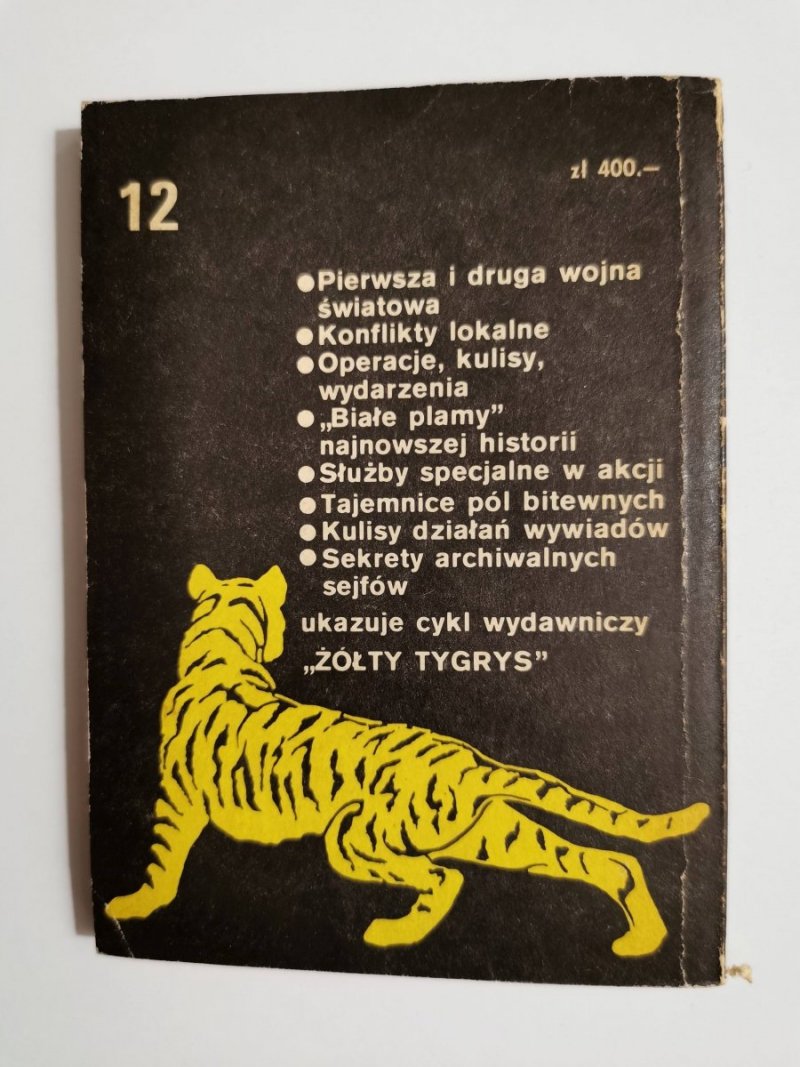 zł 400.—
12
●Pierwsza i druga wojna
światowa
●Konflikty lokalne
●Operacje, kulisy,
wydarzenia
●„Białe plamy”
najnowszej historii
●Służby specjalne w akcji
●Tajemnice pól bitewnych
●Kulisy działań wywiadów
●Sekrety archiwalnych
sejfów
ukazuje cykl wydawniczy
„ŻÓŁTY TYGRYS”